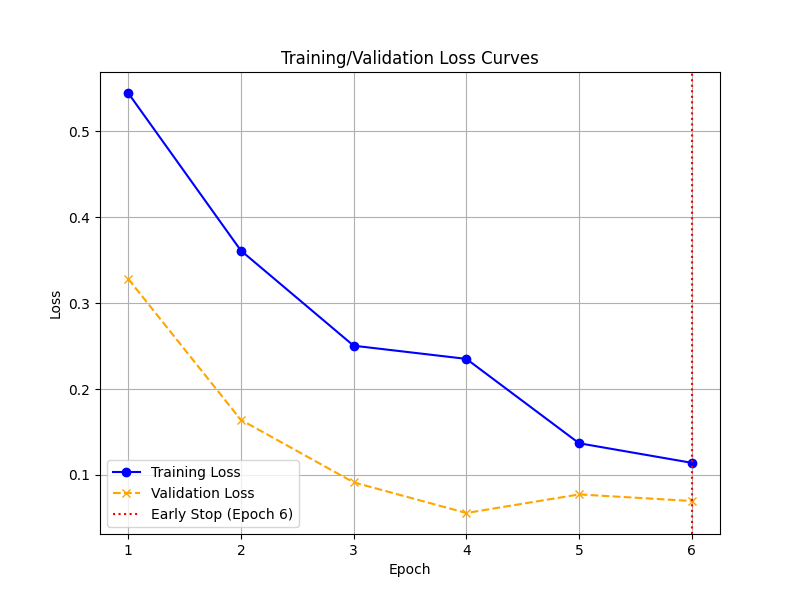 Training/Validation Loss Curves
Loss
0.5
0.4
0.3
0.2
0.1
Training Loss
Validation Loss
Early Stop (Epoch 6)
1 2 3 4 5 6
Epoch